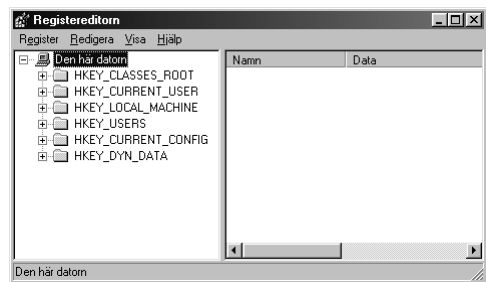 Registereditorn
Register Redigera Visa Hjälp
Den här datorn
HKEY_CLASSES_ROOT
HKEY_CURRENT_USER
HKEY_LOCAL_MACHINE
HKEY_USERS
HKEY_CURRENT_CONFIG
HKEY_DYN_DATA
Namn Data
Den här datorn